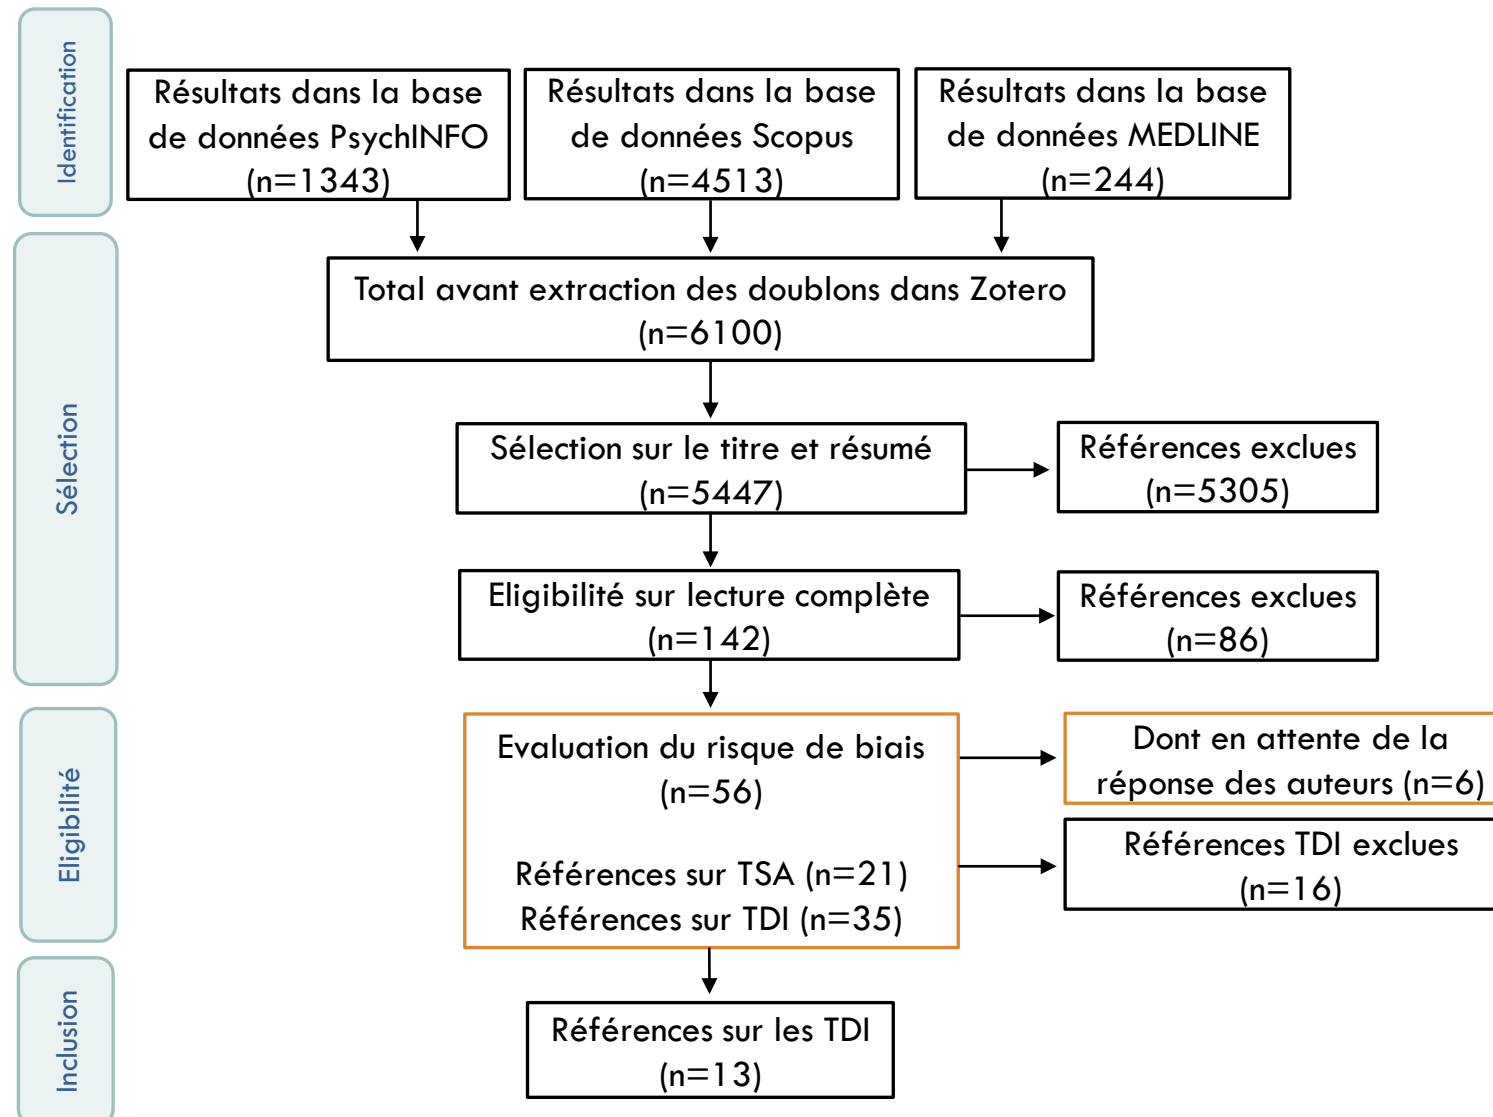 Identification
Résultats dans la base
de données PsychINFO
(n=1343)
Résultats dans la base
de données Scopus
(n=4513)
Résultats dans la base
de données MEDLINE
(n=244)
Sélection
Total avant extraction des doublons dans Zotero
(n=6100)
Sélection sur le titre et résumé
(n=5447)
Références exclues
(n=5305)
Eligibilité sur lecture complète
(n=142)
Références exclues
(n=86)
Eligibilité
Evaluation du risque de biais
(n=56)
Références sur TSA (n=21)
Références sur TDI (n=35)
Dont en attente de la
réponse des auteurs (n=6)
Références TDI exclues
(n=16)
Inclusion
Références sur les TDI
(n=13)